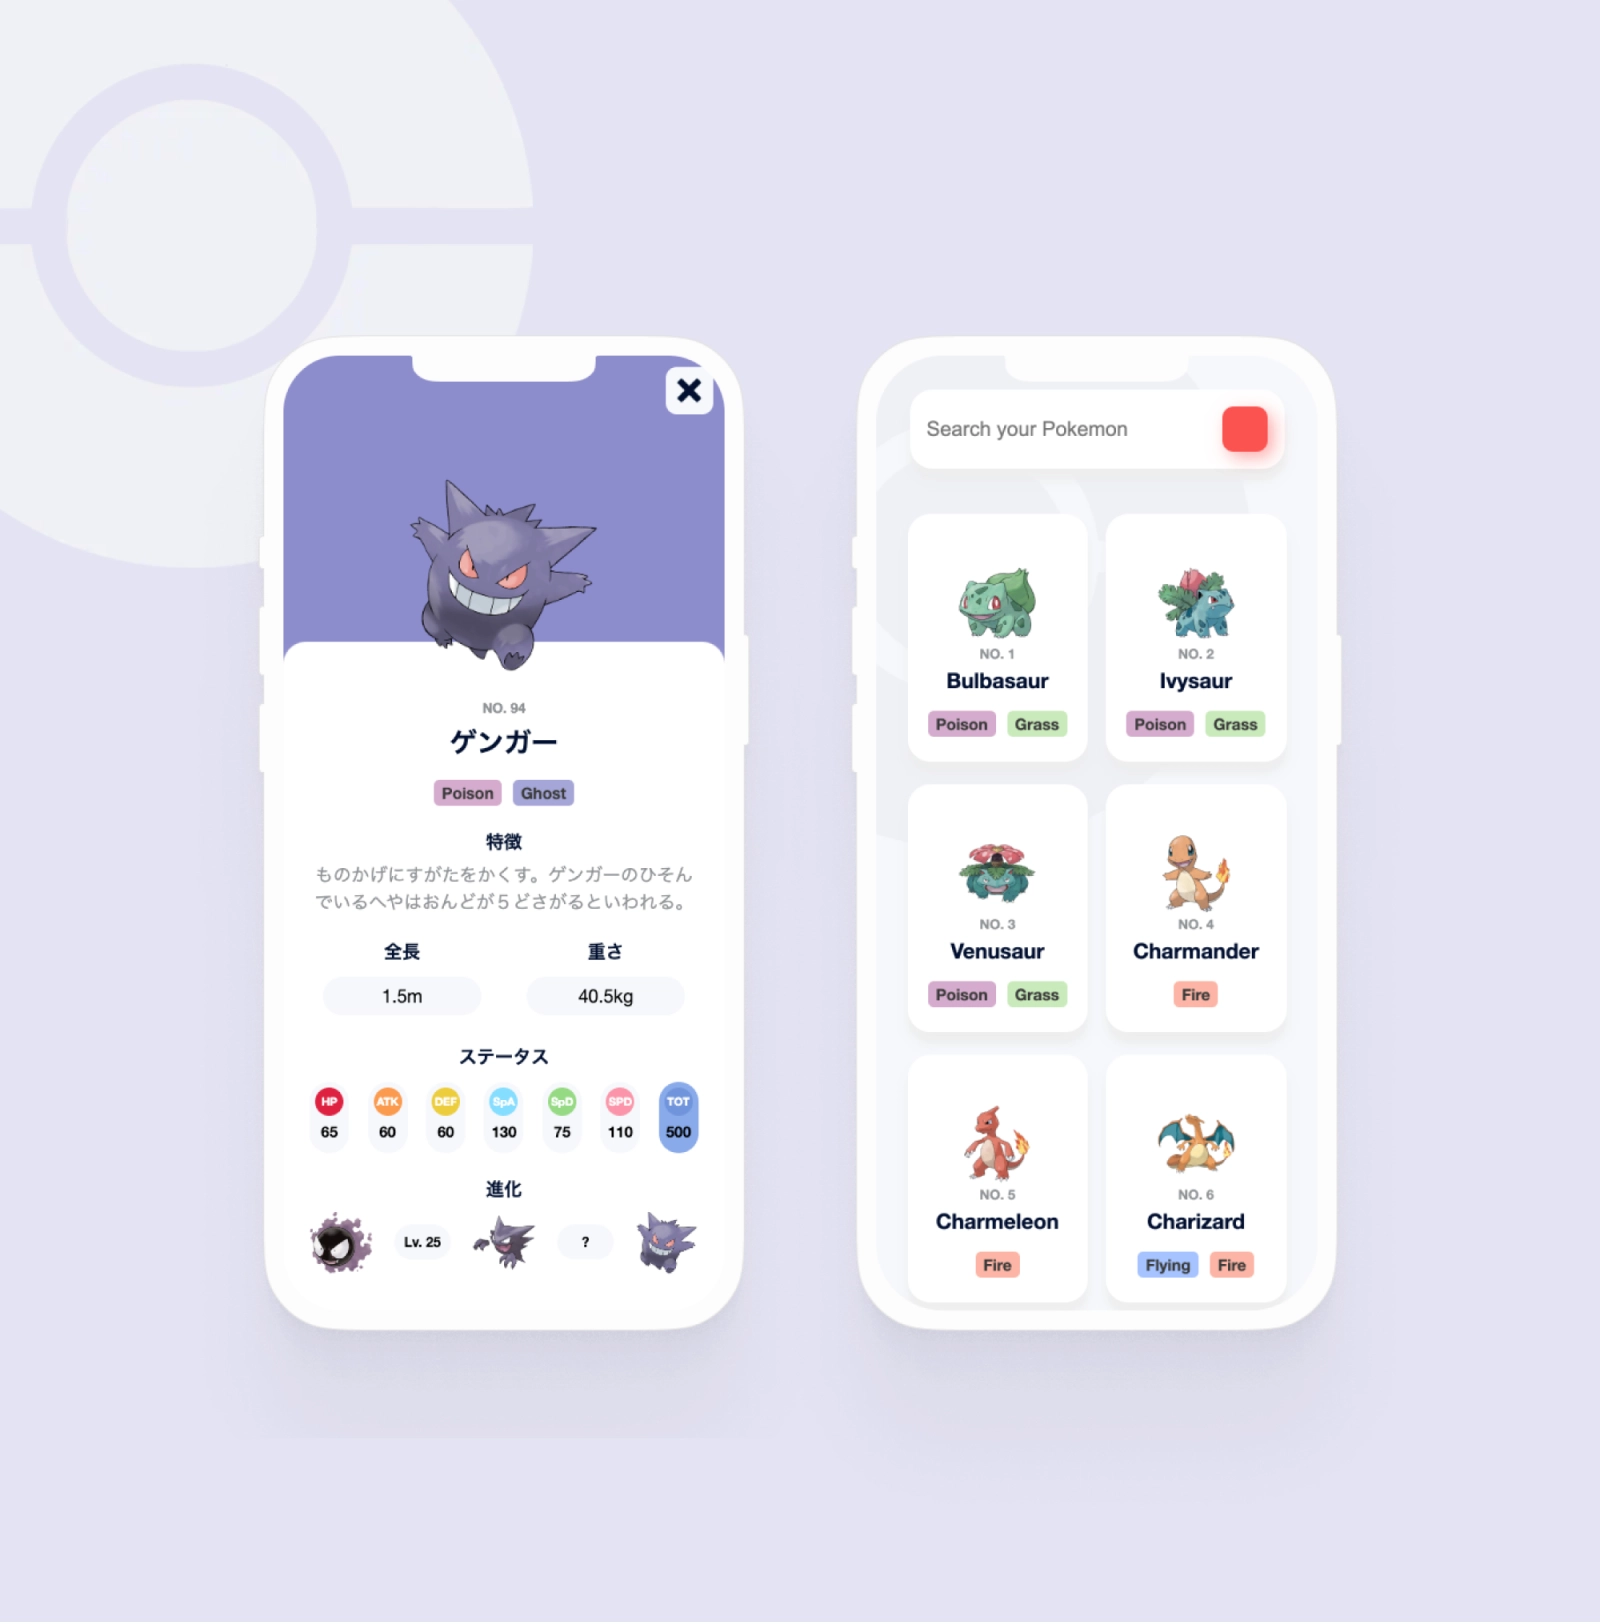 NO. 94
ゲンガー
Poison Ghost
特徴
ものかげにすがたをかくす。ゲンガーのひそん
でいるへやはおんどが５どさがるといわれる。
全長 重さ
1.5m 40.5kg
ステータス
HP ATK DEF SpA SpD SPD TOT
65 60 60 130 75 110 500
進化
Lv. 25 ?
Search your Pokemon
NO. 1
Bulbasaur
Poison Grass
NO. 2
Ivysaur
Poison Grass
NO. 3
Venusaur
Poison Grass
NO. 4
Charmander
Fire
NO. 5
Charmeleon
Fire
NO. 6
Charizard
Flying Fire